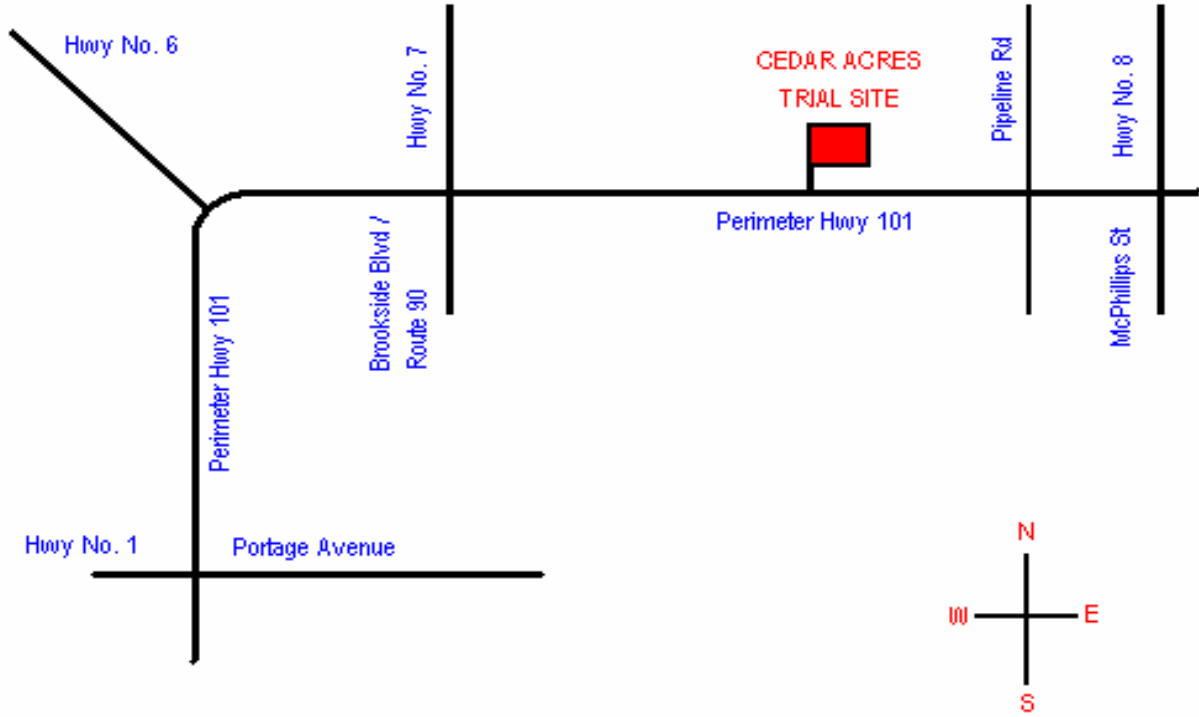 Hwy No. 6
Hwy No. 7
CEDAR ACRES
TRIAL SITE
Pipeline Rd
Hwy No. 8
Perimeter Hwy 101
Brookside Blvd /
Route 90
McPhillips St
Perimeter Hwy 101
Hwy No. 1
Portage Avenue
N
W
E
S